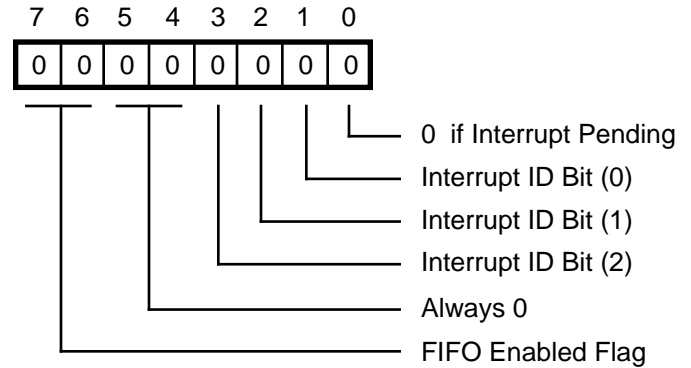 7 6 5 4 3 2 1 0
0 0 0 0 0 0 0 0
0 if Interrupt Pending
Interrupt ID Bit (0)
Interrupt ID Bit (1)
Interrupt ID Bit (2)
Always 0
FIFO Enabled Flag